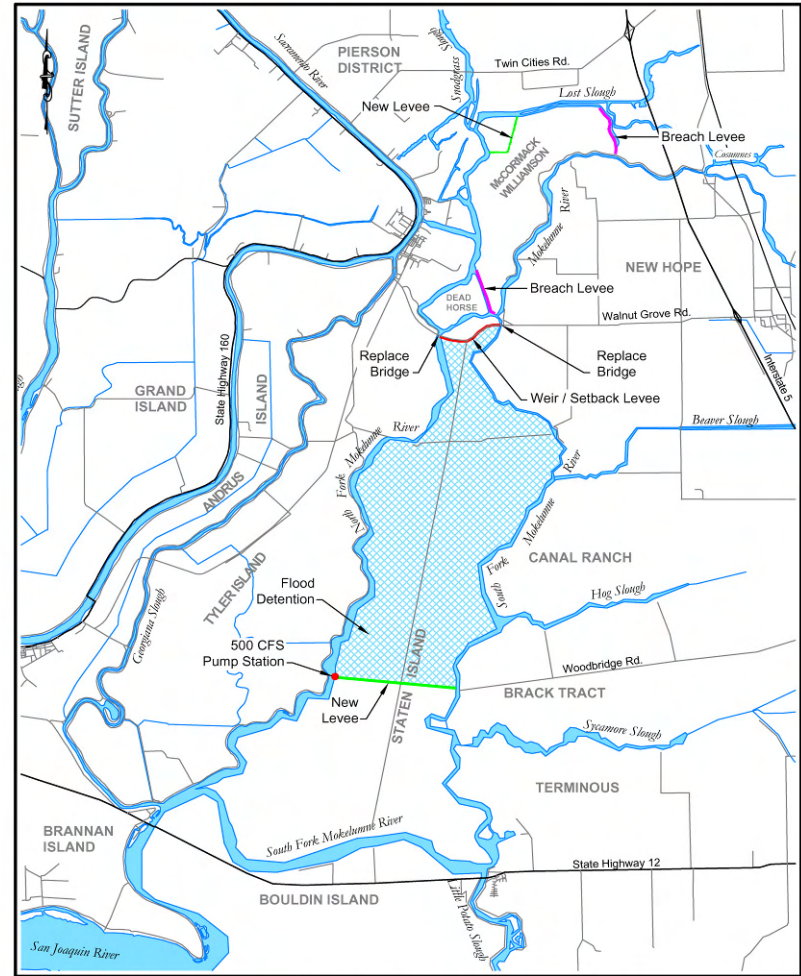 PIERSON
DISTRICT
Twin Cities Rd.
Snodgrass
Slough
Sacramento River
SUTTER ISLAND
Lost Slough
New Levee
Breach Levee
McCORMACK
WILLIAMSON
Cosumnes
Mokelumne
River
NEW HOPE
Breach Levee
DEAD
HORSE
Walnut Grove Rd.
Replace
Bridge
Replace
Bridge
Weir / Setback Levee
Interstate 5
State Highway 160
GRAND
ISLAND
ANDRUS
ISLAND
North Fork Mokelumne
River
Beaver Slough
South Fork Mokelumne
River
CANAL RANCH
TYLER ISLAND
Georgiana Slough
Flood
Detention
Hog Slough
500 CFS
Pump Station
Woodbridge Rd.
BRACK TRACT
New
Levee
STATEN ISLAND
Sycamore Slough
TERMINOUS
BRANNAN
ISLAND
South Fork Mokelumne River
State Highway 12
BOULDIN ISLAND
Little Potato Slough
San Joaquin River